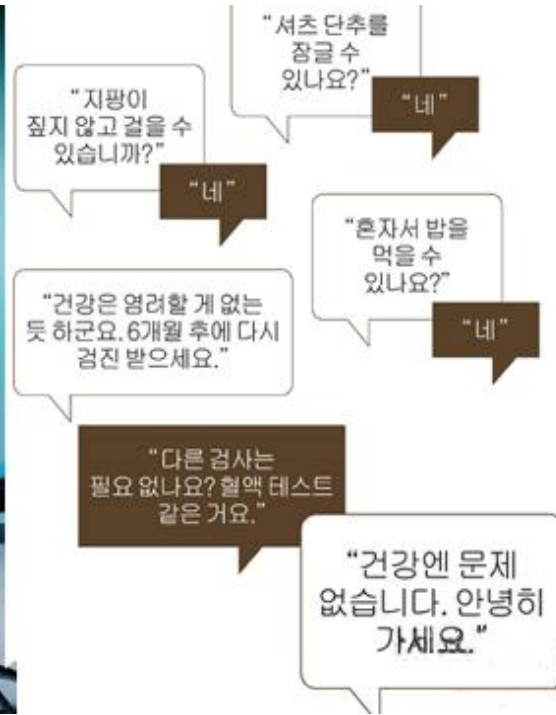 “셔츠 단추를
잠글 수
있나요?”
“네”
“지팡이
짚지 않고 걸을 수
있습니까?”
“네”
“혼자서 밥을
먹을 수
있나요?”
“네”
“건강은 염려할 게 없는
듯 하군요. 6개월 후에 다시
검진 받으세요.”
“다른 검사는
필요 없나요? 혈액 테스트
같은 거요.”
“건강엔 문제
없습니다. 안녕히
가세요.”